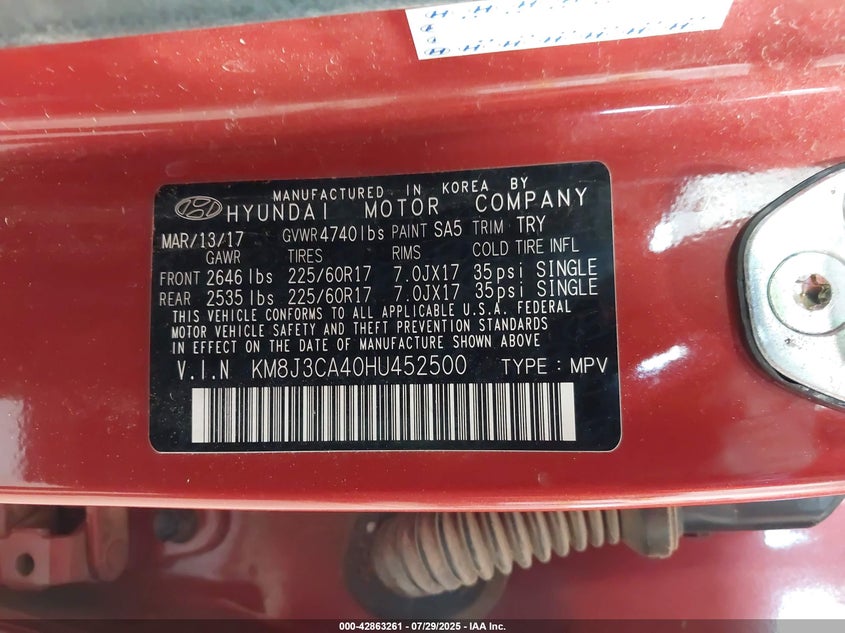 MANUFACTURED IN KOREA BY
HYUNDAI MOTOR COMPANY
MAR/13/17 GVWR 4740lbs PAINT SA5 TRIM TRY
GAWR TIRES RIMS COLD TIRE INFL
FRONT 2646 lbs 225/60R17 7.0JX17 35psi SINGLE
REAR 2535 lbs 225/60R17 7.0JX17 35psi SINGLE
THIS VEHICLE CONFORMS TO ALL APPLICABLE U.S.A. FEDERAL
MOTOR VEHICLE SAFETY AND THEFT PREVENTION STANDARDS
IN EFFECT ON THE DATE OF MANUFACTURE SHOWN ABOVE
V.I.N KM8J3CA40HU452500 TYPE : MPV
000-42863261 - 07/29/2025 - IAA Inc.